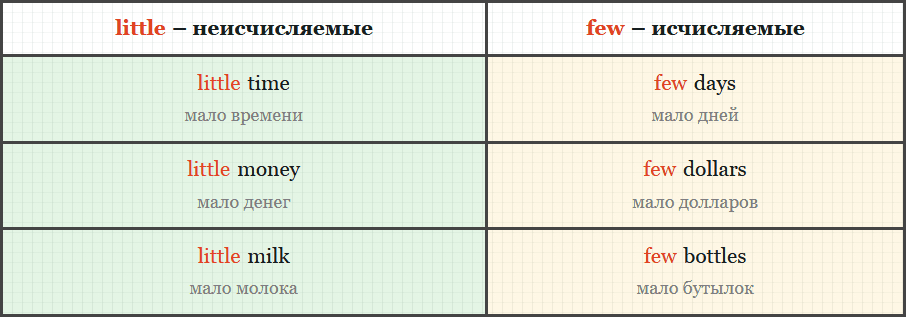 little – неисчисляемые
few – исчисляемые
little time
мало времени
few days
мало дней
little money
мало денег
few dollars
мало долларов
little milk
мало молока
few bottles
мало бутылок